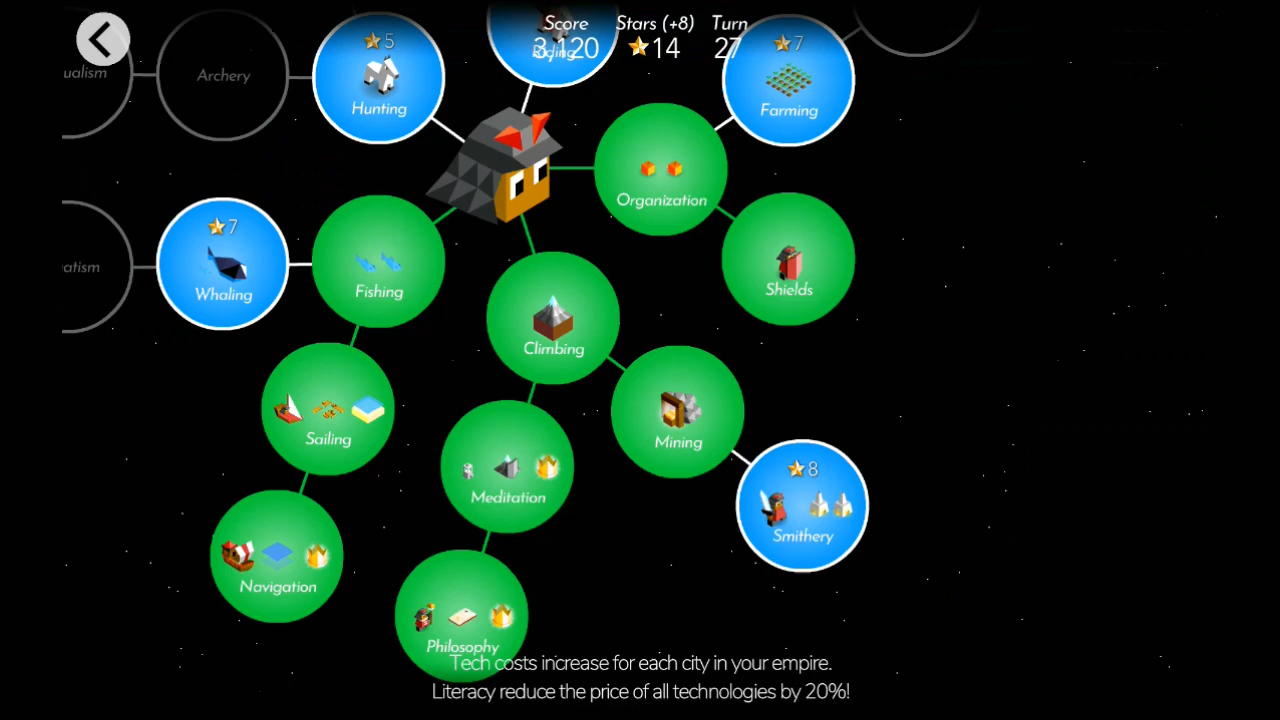 Score
Stars (+8)
Turn
3,120
14
27
Riding
ualism
Archery
5
Hunting
7
Farming
Organization
Shields
7
Whaling
atism
Fishing
Climbing
Sailing
Mining
Meditation
8
Smithery
Navigation
Philosophy
Tech costs increase for each city in your empire.
Literacy reduce the price of all technologies by 20%!